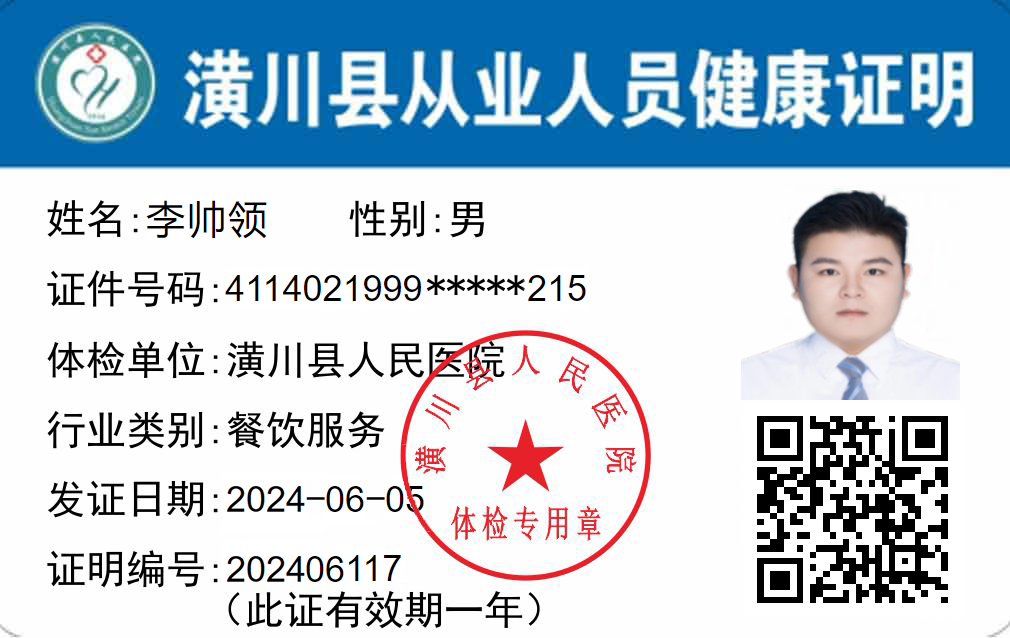 潢川县从业人员健康证明
姓名:李帅领 性别:男
证件号码:4114021999*****215
体检单位:潢川县人民医院
行业类别:餐饮服务
发证日期:2024-06-05
证明编号:202406117
（此证有效期一年）
潢川县人民医院
体检专用章